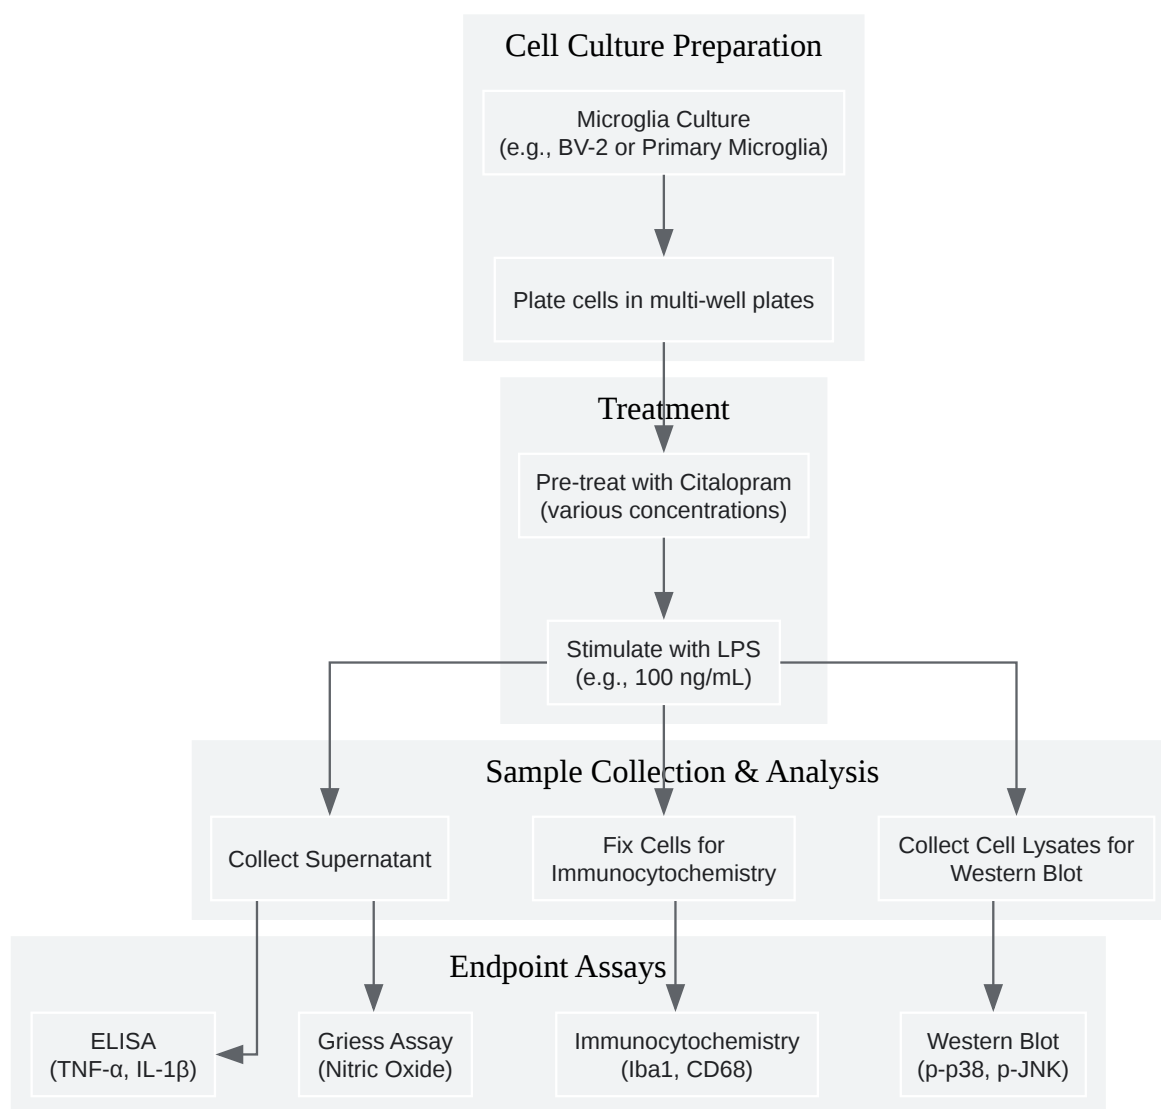 Cell Culture Preparation
Microglia Culture
(e.g., BV-2 or Primary Microglia)
Plate cells in multi-well plates
Treatment
Pre-treat with Citalopram
(various concentrations)
Stimulate with LPS
(e.g., 100 ng/mL)
Sample Collection & Analysis
Collect Supernatant
Fix Cells for
Immunocytochemistry
Collect Cell Lysates for
Western Blot
Endpoint Assays
ELISA
(TNF-α, IL-1β)
Griess Assay
(Nitric Oxide)
Immunocytochemistry
(Iba1, CD68)
Western Blot
(p-p38, p-JNK)